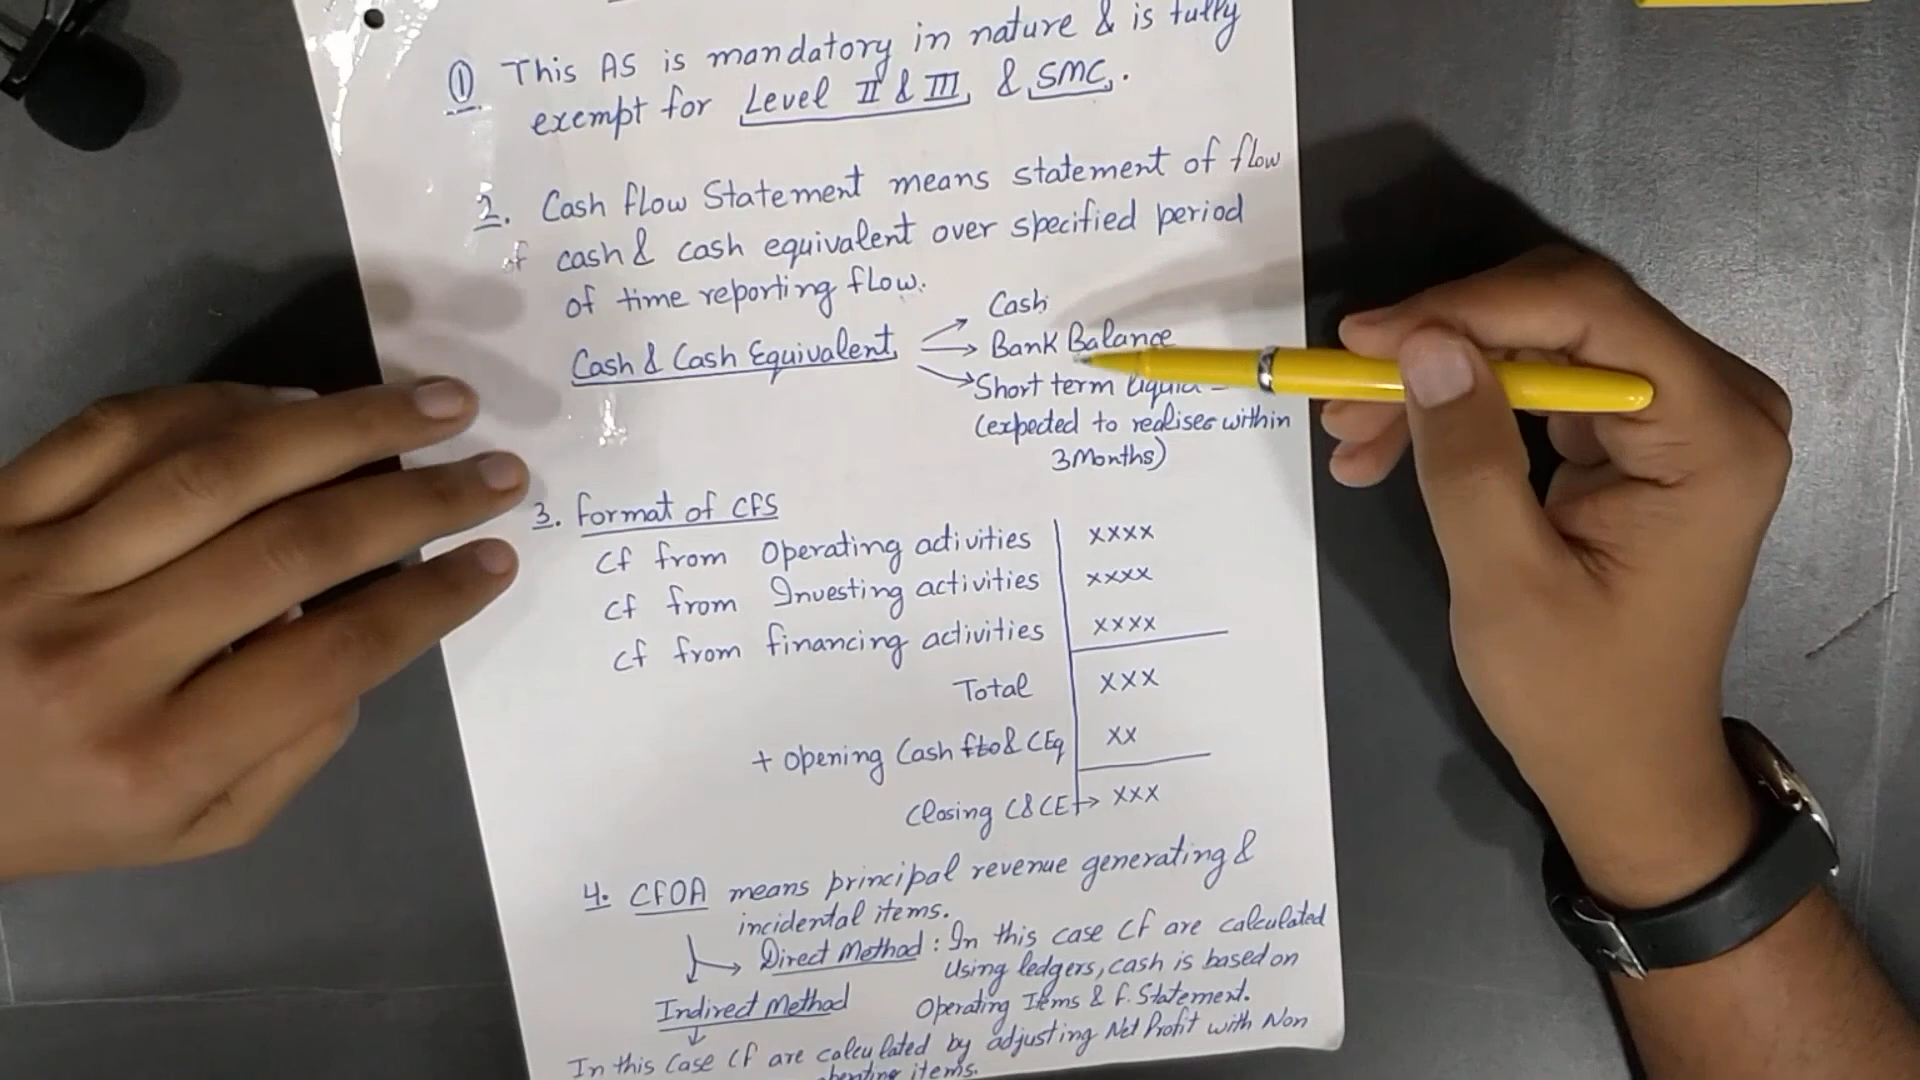 ① This AS is mandatory in nature & is fully
exempt for Level II & III, & SMC.
2. Cash flow Statement means statement of flow
of cash & cash equivalent over specified period
of time reporting flow.
Cash & Cash Equivalent
Cash
Bank Balance
Short term liquid
(expected to realises within
3 Months)
3. Format of CFS
Cf from Operating activities xxxx
Cf from Investing activities xxxx
Cf from financing activities xxxx
Total xxx
+ Opening Cash & CEq xx
Closing C&CE → xxx
4. CFOA means principal revenue generating &
incidental items.
Direct Method : In this case Cf are calculated
Using ledgers, cash is based on
Operating Items & F. Statement.
Indirect Method
In this Case Cf are calculated by adjusting Net Profit with Non
items.